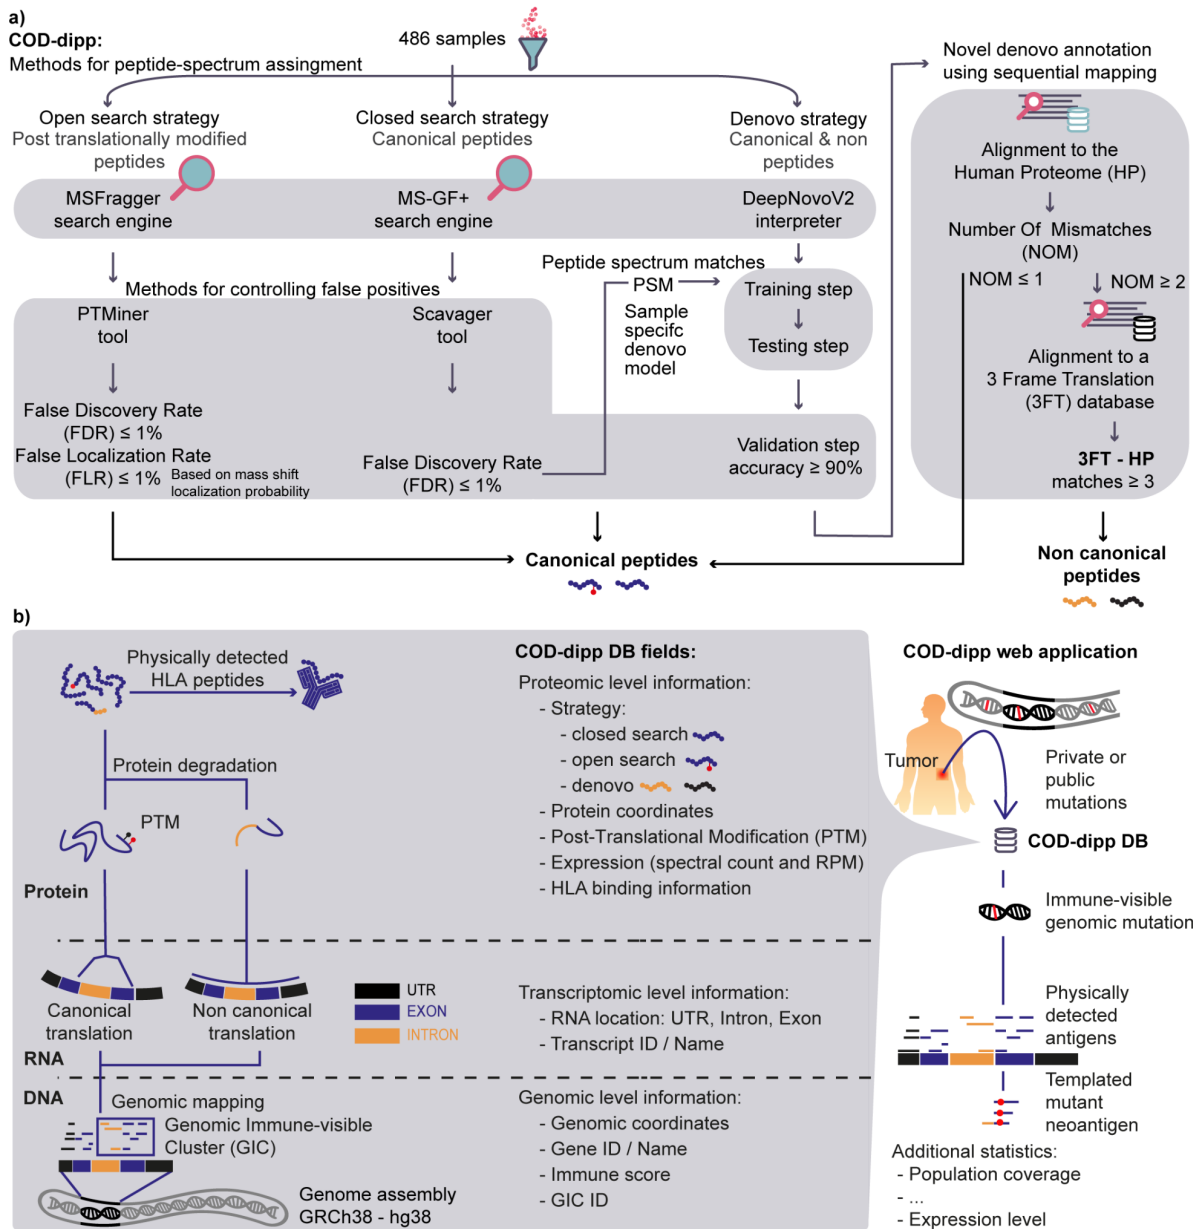 a)
COD-dipp:
Methods for peptide-spectrum assingment
486 samples
Open search strategy
Post translationally modified
peptides
Closed search strategy
Canonical peptides
Denovo strategy
Canonical & non
peptides
MSFragger
search engine
MS-GF+
search engine
DeepNovoV2
interpreter
Methods for controlling false positives
PTMiner
tool
Scavager
tool
Peptide spectrum matches
PSM
Sample
specifc
denovo
model
Training step
Testing step
False Discovery Rate
(FDR) ≤ 1%
False Localization Rate
(FLR) ≤ 1%
Based on mass shift
localization probability
False Discovery Rate
(FDR) ≤ 1%
Validation step
accuracy ≥ 90%
Canonical peptides
Novel denovo annotation
using sequential mapping
Alignment to the
Human Proteome (HP)
Number Of Mismatches
(NOM)
NOM ≤ 1
NOM ≥ 2
Alignment to a
3 Frame Translation
(3FT) database
3FT - HP
matches ≥ 3
Non canonical
peptides
b)
Physically detected
HLA peptides
Protein degradation
PTM
Protein
Canonical
translation
Non canonical
translation
UTR
EXON
INTRON
RNA
DNA
Genomic mapping
Genomic Immune-visible
Cluster (GIC)
Genome assembly
GRCh38 - hg38
COD-dipp DB fields:
Proteomic level information:
- Strategy:
- closed search
- open search
- denovo
- Protein coordinates
- Post-Translational Modification (PTM)
- Expression (spectral count and RPM)
- HLA binding information
Transcriptomic level information:
- RNA location: UTR, Intron, Exon
- Transcript ID / Name
Genomic level information:
- Genomic coordinates
- Gene ID / Name
- Immune score
- GIC ID
COD-dipp web application
Tumor
Private or
public
mutations
COD-dipp DB
Immune-visible
genomic mutation
Physically
detected
antigens
Templated
mutant
neoantigen
Additional statistics:
- Population coverage
- ...
- Expression level